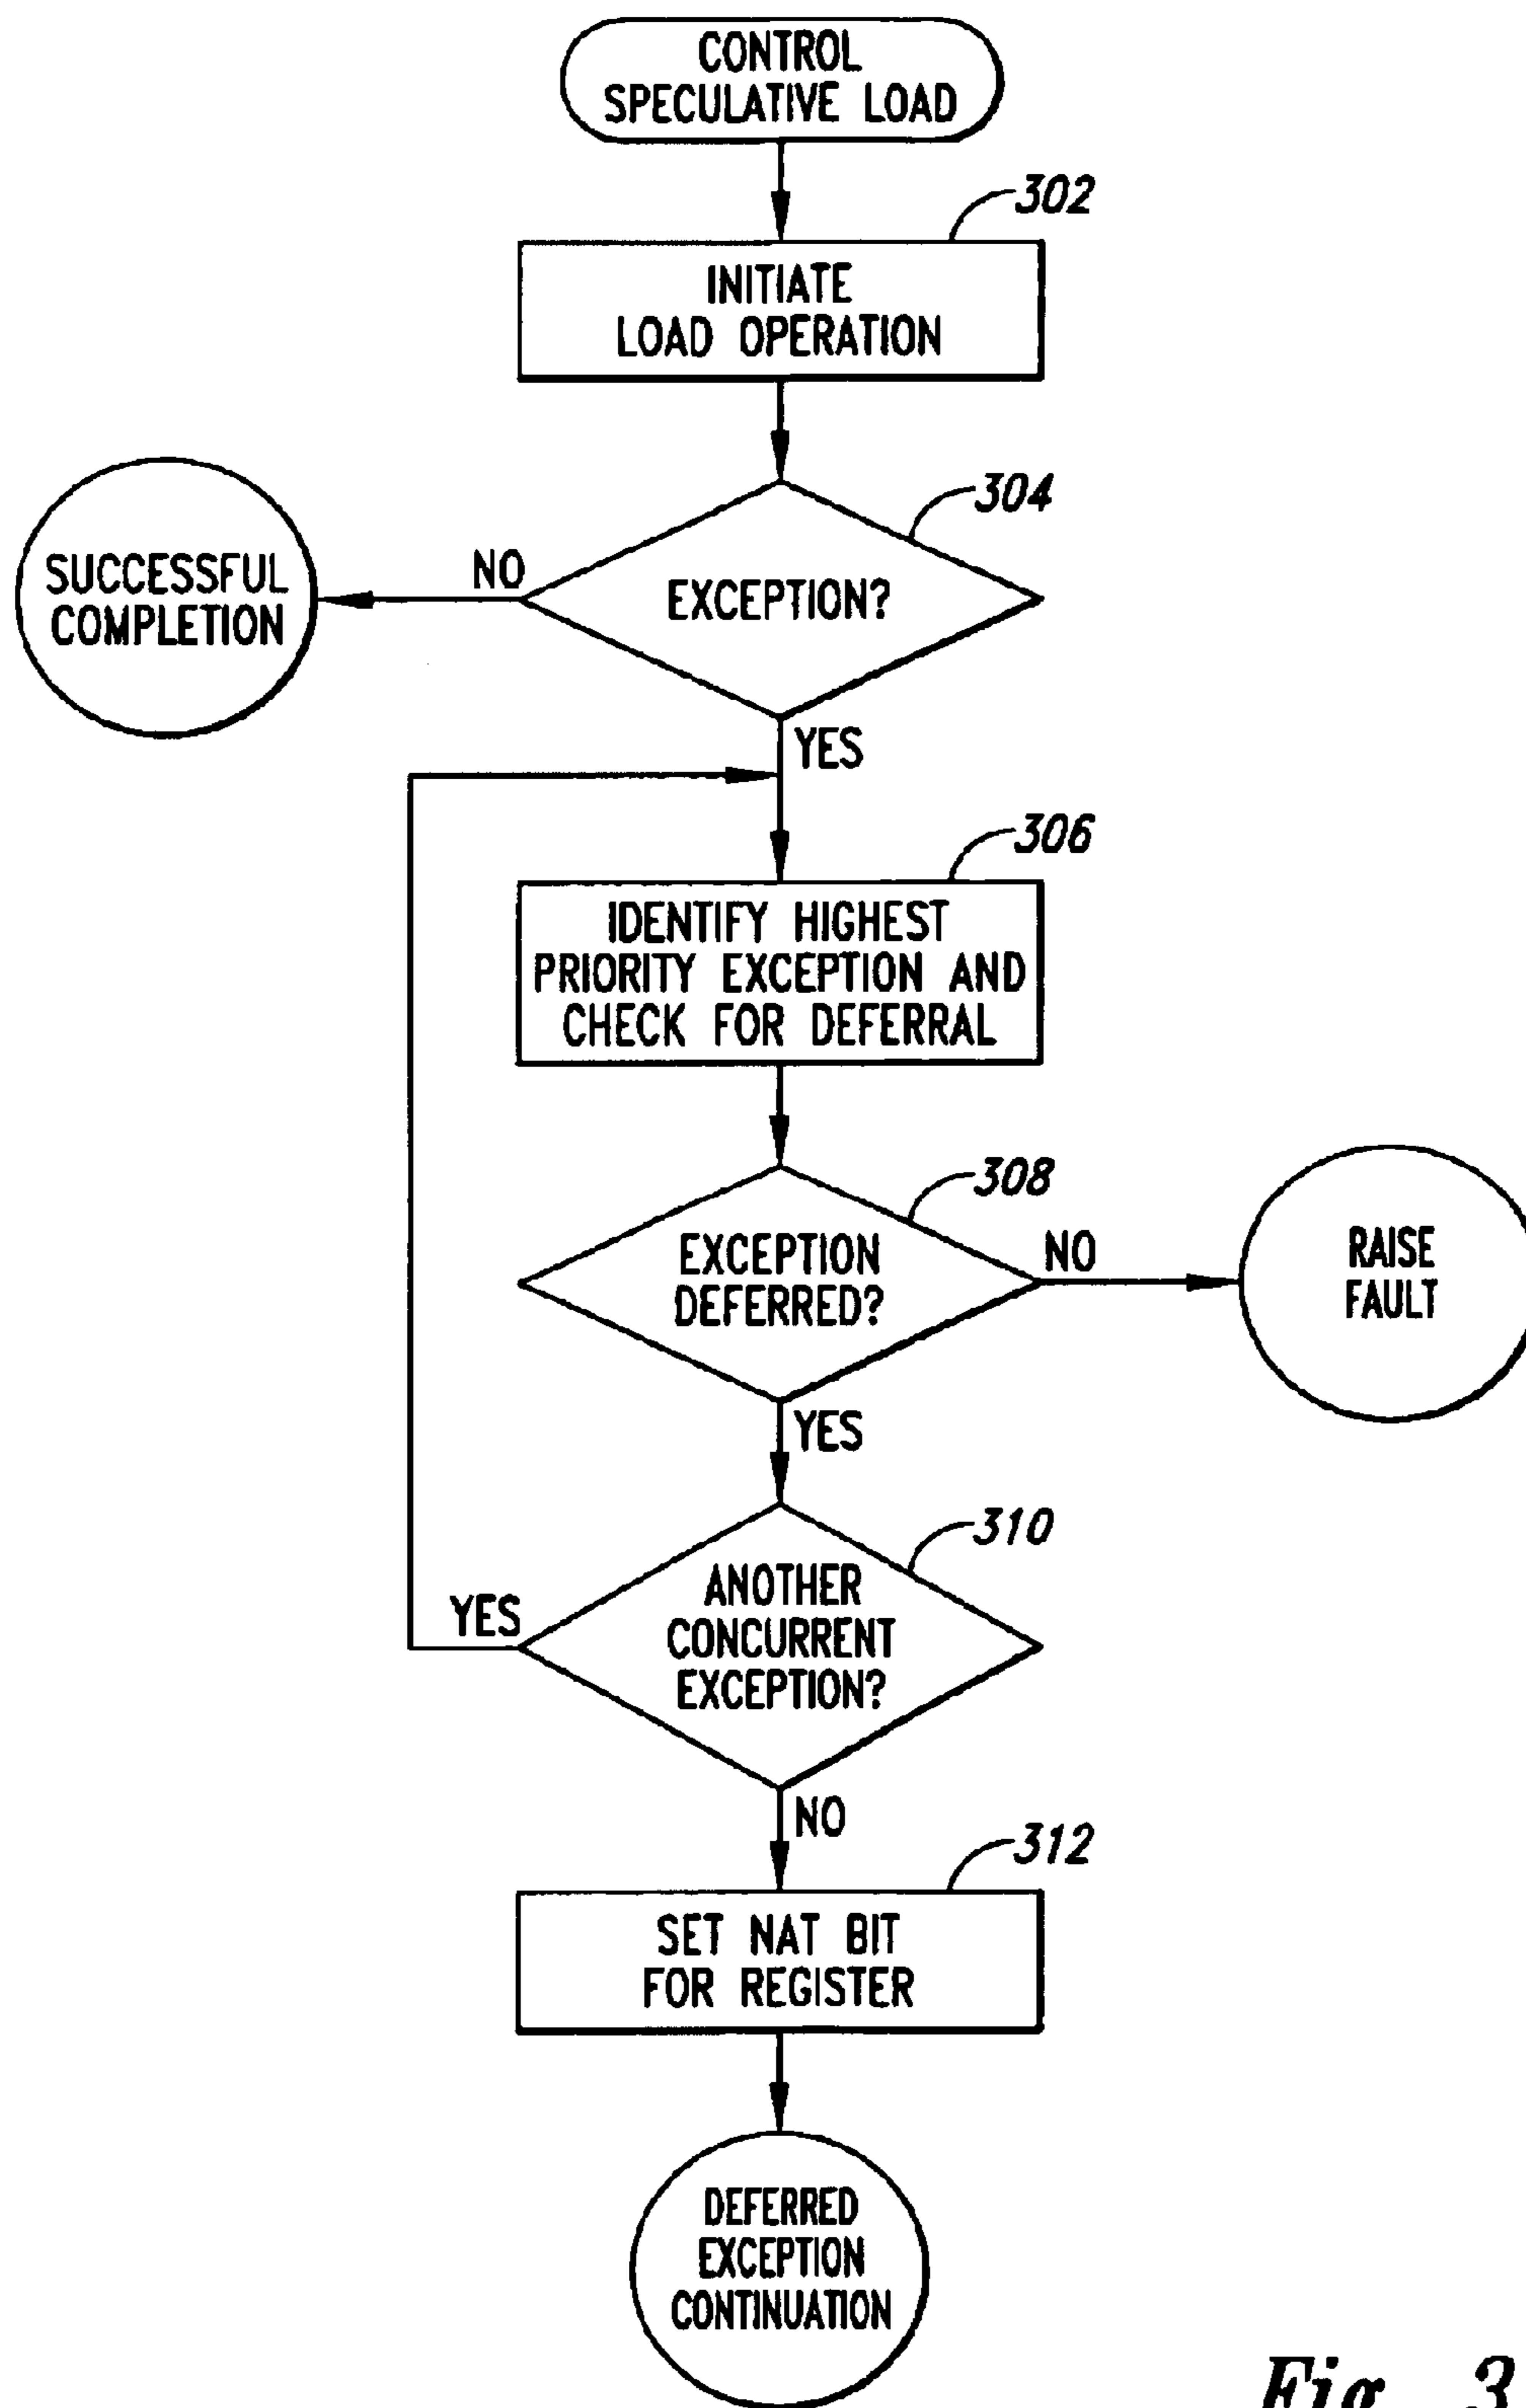 CONTROL
SPECULATIVE LOAD
302
INITIATE
LOAD OPERATION
304
SUCCESSFUL
COMPLETION
NO
EXCEPTION?
YES
306
IDENTIFY HIGHEST
PRIORITY EXCEPTION AND
CHECK FOR DEFERRAL
308
EXCEPTION
DEFERRED?
NO
RAISE
FAULT
YES
310
ANOTHER
CONCURRENT
EXCEPTION?
YES
NO
312
SET NAT BIT
FOR REGISTER
DEFERRED
EXCEPTION
CONTINUATION
Fig. 3